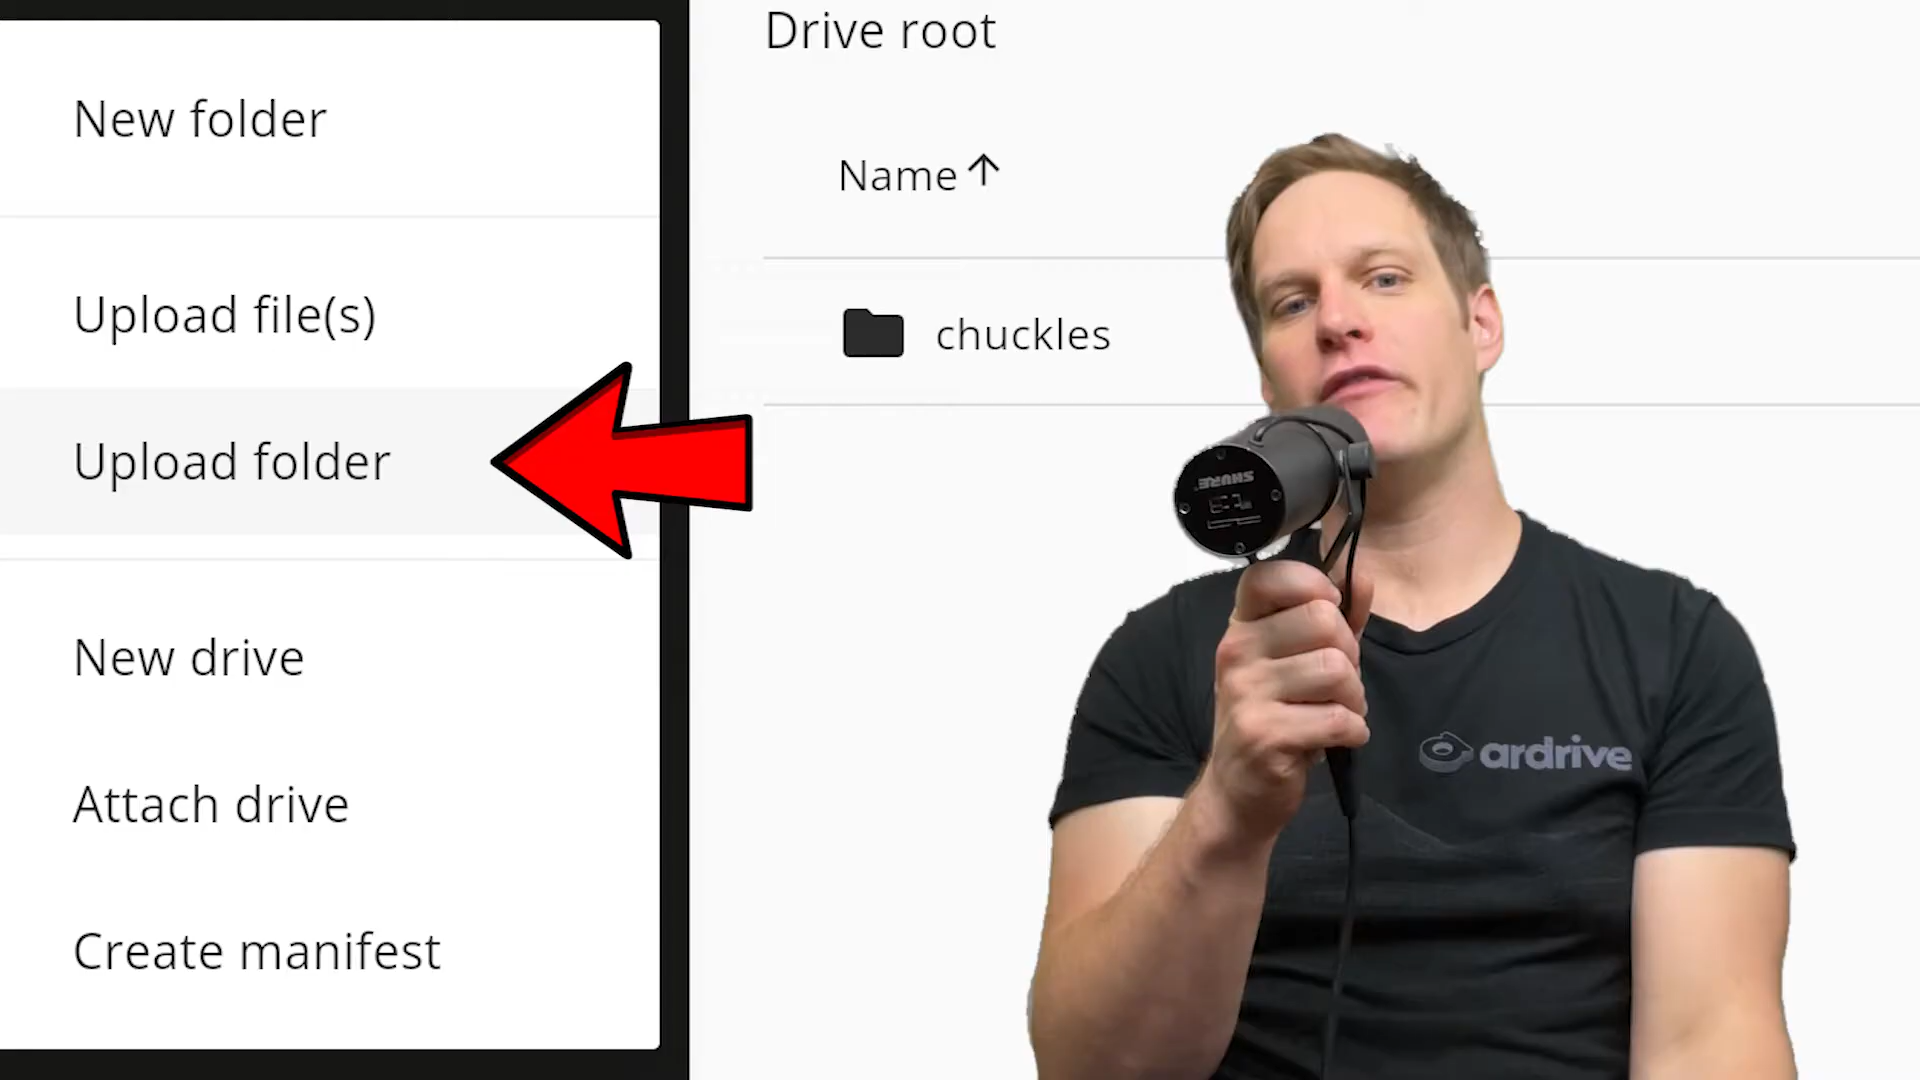 New folder
Upload file(s)
Upload folder
New drive
Attach drive
Create manifest
Drive root
Name
chuckles
SHURE
ardrive